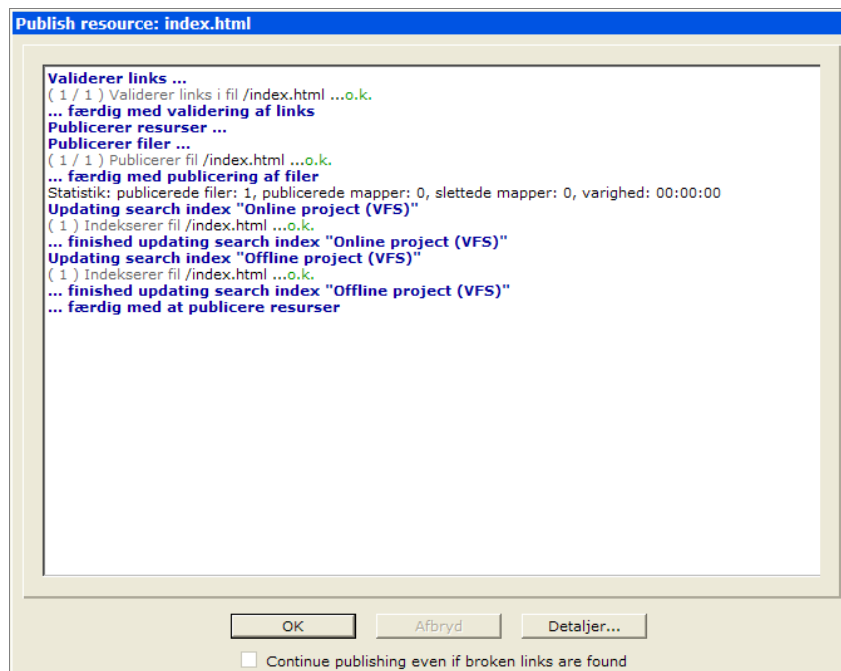 Publish resource: index.html
Validerer links ...
( 1 / 1 ) Validerer links i fil /index.html ...o.k.
... færdig med validering af links
Publicerer resurser ...
Publicerer filer ...
( 1 / 1 ) Publicerer fil /index.html ...o.k.
... færdig med publicering af filer
Statistik: publicerede filer: 1, publicerede mapper: 0, slettede mapper: 0, varighed: 00:00:00
Updating search index "Online project (VFS)"
( 1 ) Indekserer fil /index.html ...o.k.
... finished updating search index "Online project (VFS)"
Updating search index "Offline project (VFS)"
( 1 ) Indekserer fil /index.html ...o.k.
... finished updating search index "Offline project (VFS)"
... færdig med at publicere resurser
OK Afbryd Detaljer...
Continue publishing even if broken links are found